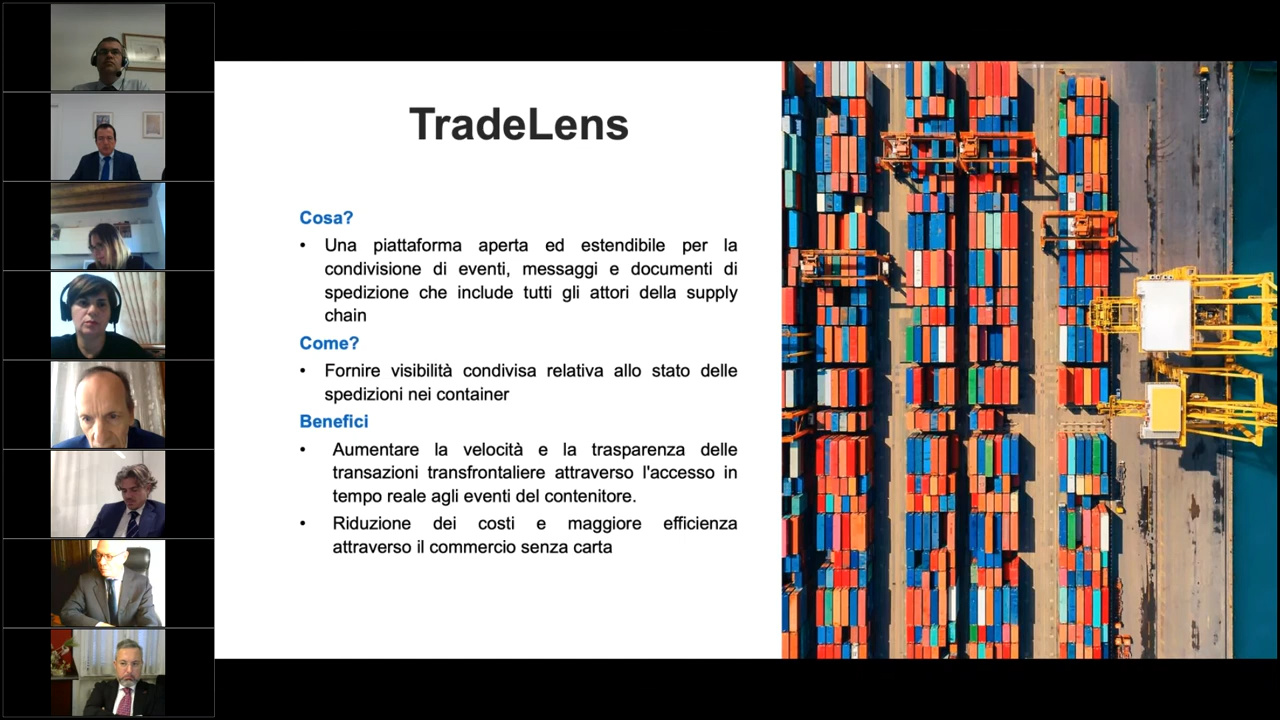 TradeLens
Cosa?
• Una piattaforma aperta ed estendibile per la
condivisione di eventi, messaggi e documenti di
spedizione che include tutti gli attori della supply
chain
Come?
• Fornire visibilità condivisa relativa allo stato delle
spedizioni nei container
Benefici
• Aumentare la velocità e la trasparenza delle
transazioni transfrontaliere attraverso l'accesso in
tempo reale agli eventi del contenitore.
• Riduzione dei costi e maggiore efficienza
attraverso il commercio senza carta